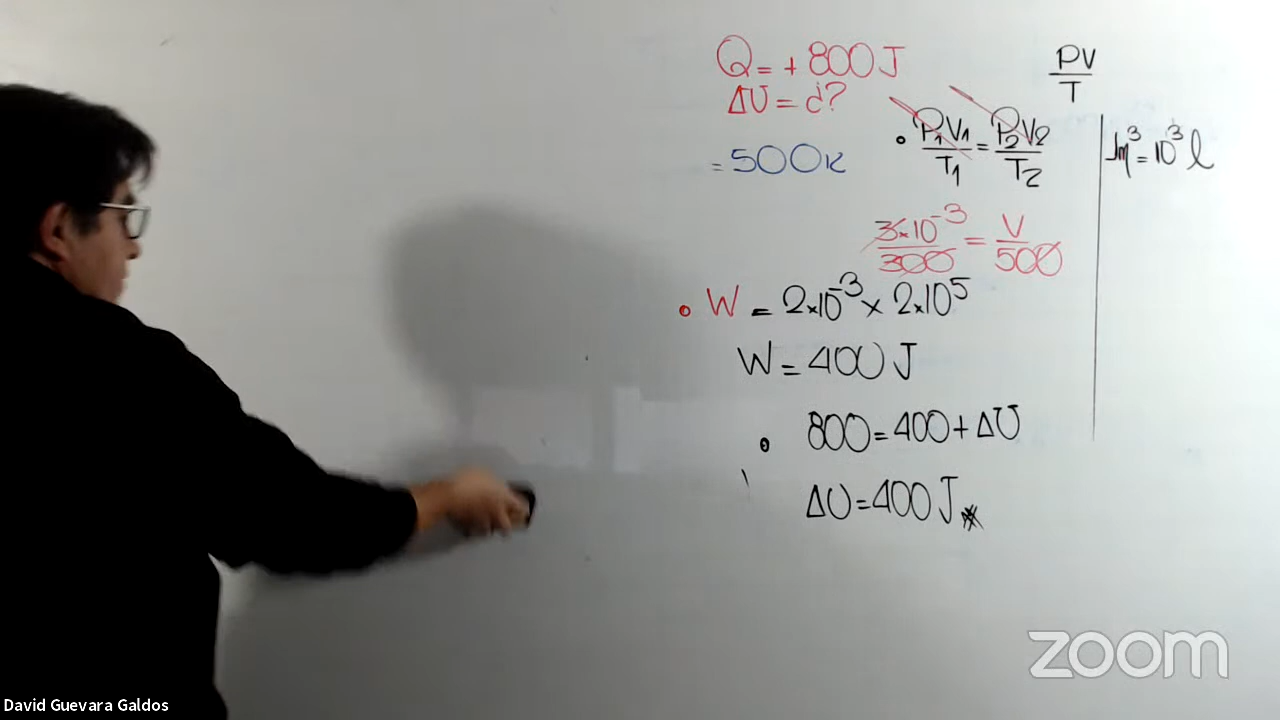 Q = + 800 J
ΔU = ¿?
= 500 K
PV
T
• P1V1 / T1 = P2V2 / T2
1m³ = 10³ l
3×10⁻³ / 300 = V / 500
• W = 2×10⁻³ × 2×10⁵
W = 400 J
• 800 = 400 + ΔU
ΔU = 400 J
zoom
David Guevara Galdos